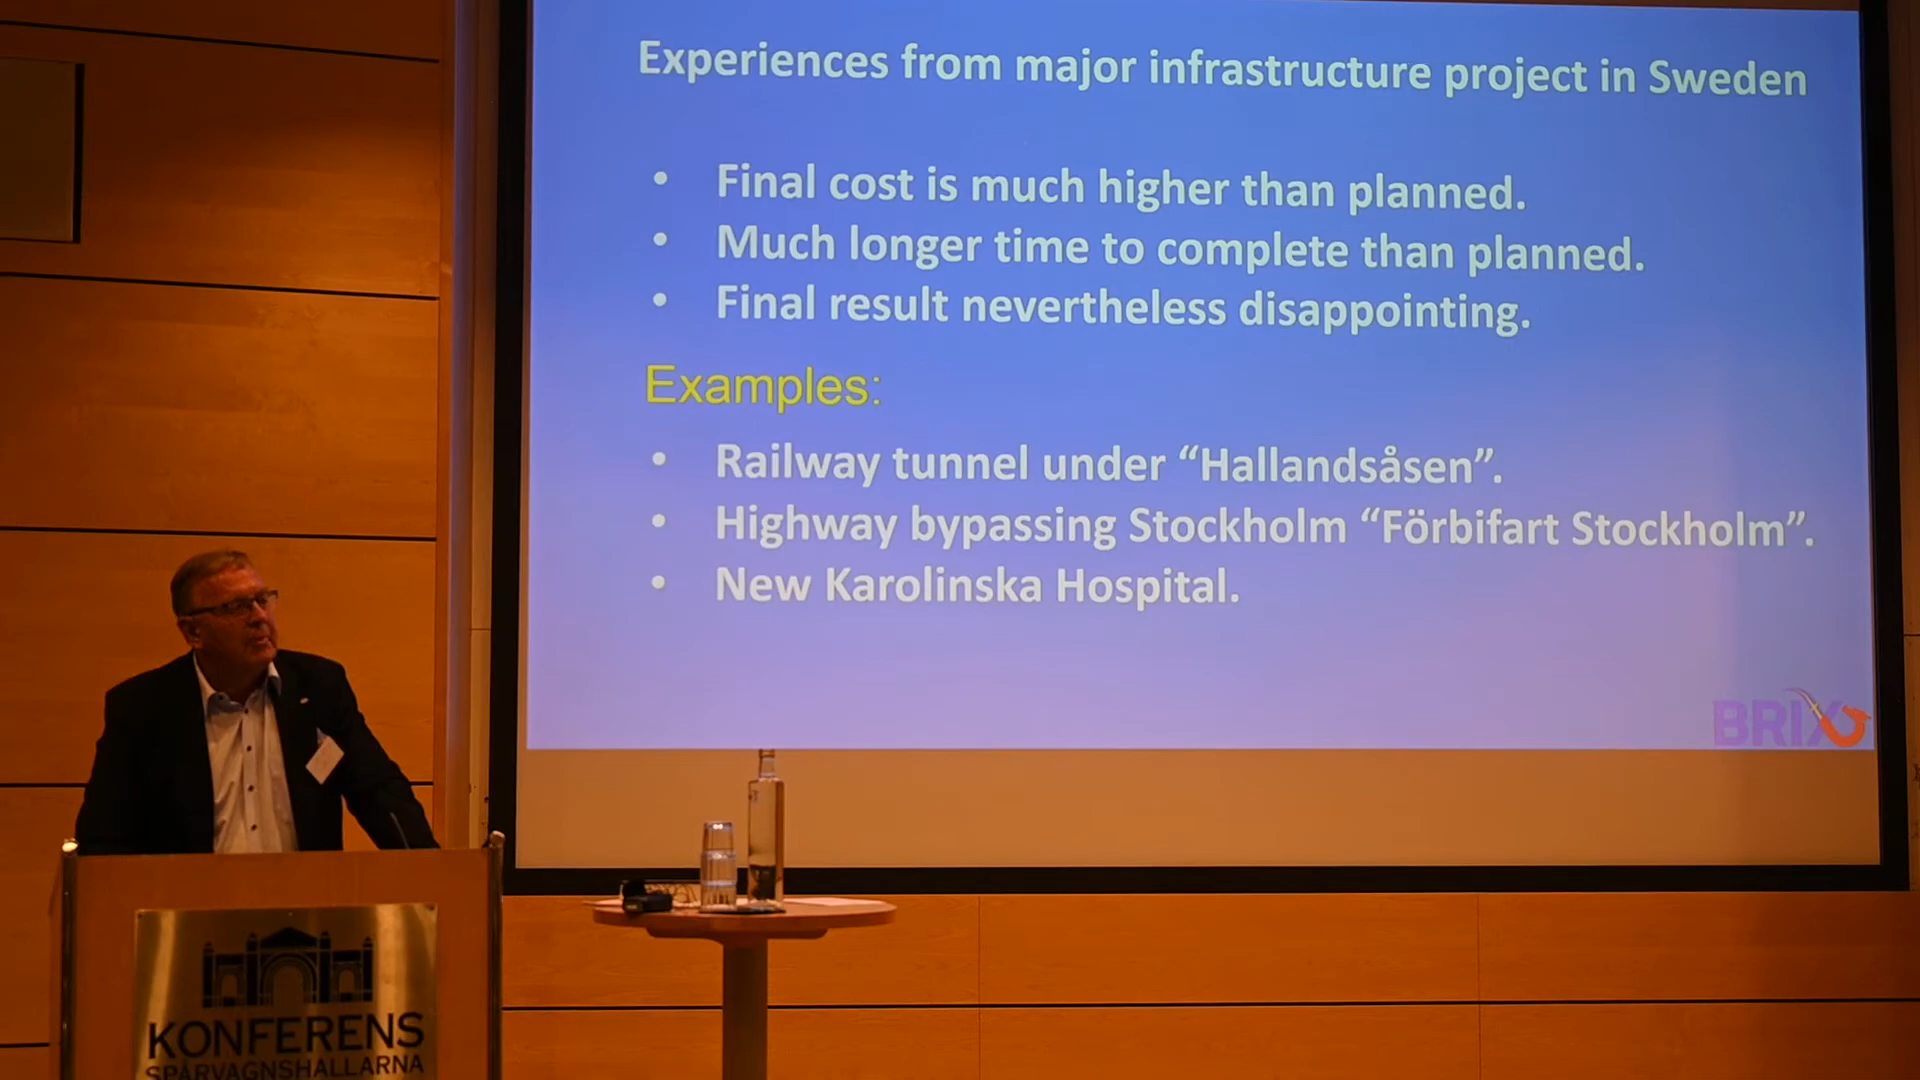 Experiences from major infrastructure project in Sweden
• Final cost is much higher than planned.
• Much longer time to complete than planned.
• Final result nevertheless disappointing.
Examples:
• Railway tunnel under “Hallandsåsen”.
• Highway bypassing Stockholm “Förbifart Stockholm”.
• New Karolinska Hospital.
BRIX
KONFERENS
SPÅRVAGNSHALLARNA